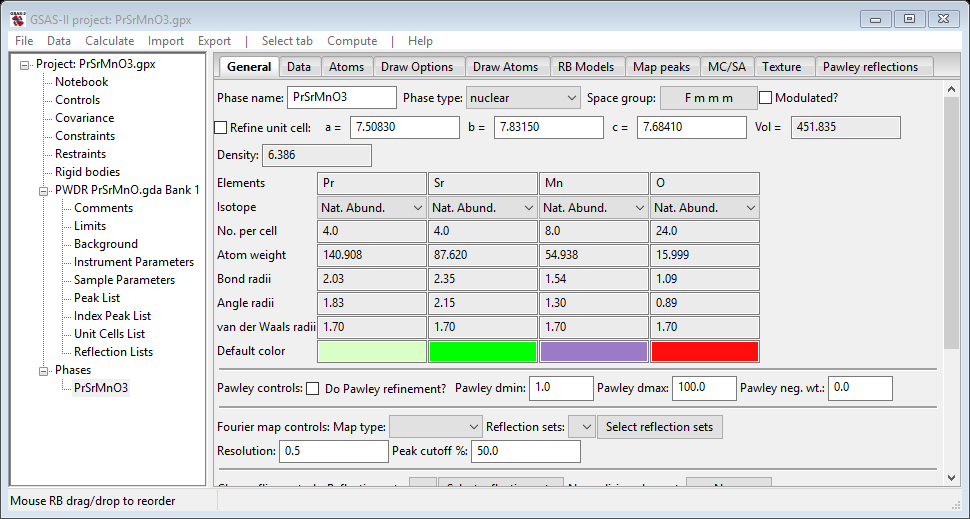 GSAS-II project: PrSrMnO3.gpx
File Data Calculate Import Export | Select tab Compute | Help
Project: PrSrMnO3.gpx
Notebook
Controls
Covariance
Constraints
Restraints
Rigid bodies
PWDR PrSrMnO.gda Bank 1
Comments
Limits
Background
Instrument Parameters
Sample Parameters
Peak List
Index Peak List
Unit Cells List
Reflection Lists
Phases
PrSrMnO3
General Data Atoms Draw Options Draw Atoms RB Models Map peaks MC/SA Texture Pawley reflections
Phase name: PrSrMnO3 Phase type: nuclear Space group: F m m m Modulated?
Refine unit cell: a = 7.50830 b = 7.83150 c = 7.68410 Vol = 451.835
Density: 6.386
Elements Pr Sr Mn O
Isotope Nat. Abund. Nat. Abund. Nat. Abund. Nat. Abund.
No. per cell 4.0 4.0 8.0 24.0
Atom weight 140.908 87.620 54.938 15.999
Bond radii 2.03 2.35 1.54 1.09
Angle radii 1.83 2.15 1.30 0.89
van der Waals radii 1.70 1.70 1.70 1.70
Default color
Pawley controls: Do Pawley refinement? Pawley dmin: 1.0 Pawley dmax: 100.0 Pawley neg. wt.: 0.0
Fourier map controls: Map type: Reflection sets: Select reflection sets
Resolution: 0.5 Peak cutoff %: 50.0
Mouse RB drag/drop to reorder